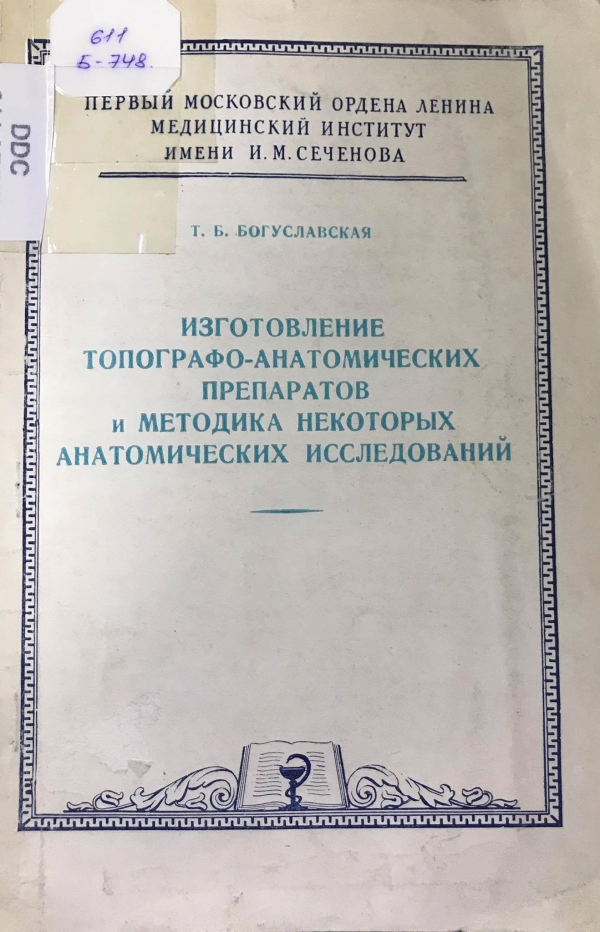 611
Б-748.
DDC
ПЕРВЫЙ МОСКОВСКИЙ ОРДЕНА ЛЕНИНА
МЕДИЦИНСКИЙ ИНСТИТУТ
ИМЕНИ И.М.СЕЧЕНОВА
Т. Б. БОГУСЛАВСКАЯ
ИЗГОТОВЛЕНИЕ
ТОПОГРАФО-АНАТОМИЧЕСКИХ
ПРЕПАРАТОВ
и МЕТОДИКА НЕКОТОРЫХ
АНАТОМИЧЕСКИХ ИССЛЕДОВАНИЙ